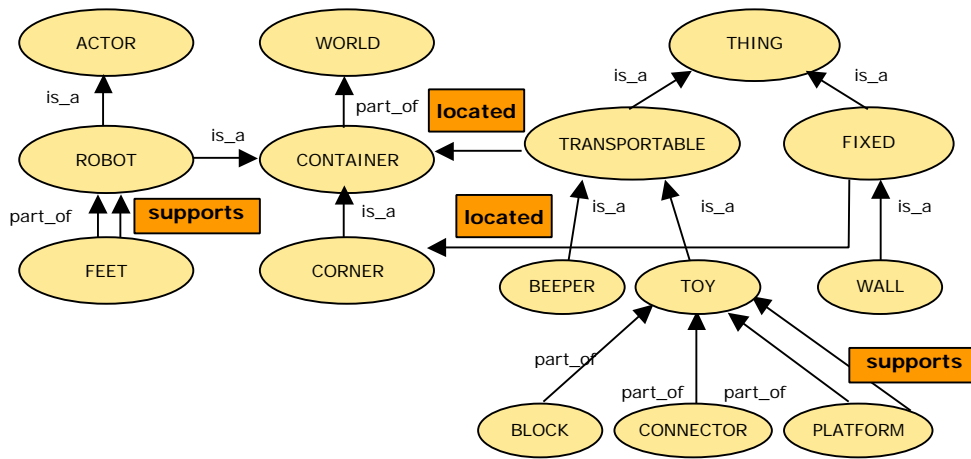 ACTOR
WORLD
THING
is_a
part_of
located
is_a
is_a
ROBOT
is_a
CONTAINER
TRANSPORTABLE
FIXED
part_of
supports
is_a
located
is_a
is_a
is_a
FEET
CORNER
BEEPER
TOY
WALL
part_of
supports
part_of
part_of
BLOCK
CONNECTOR
PLATFORM